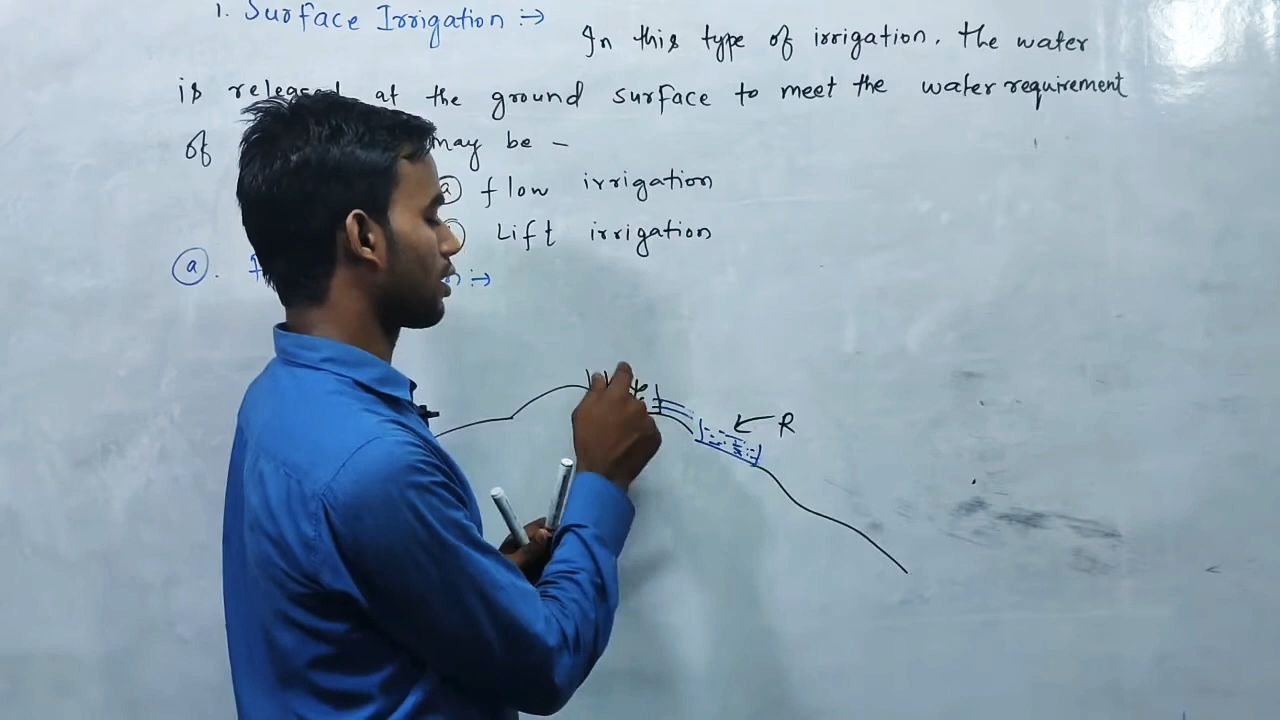 1. Surface Irrigation :→
In this type of irrigation. The water
is released at the ground surface to meet the water requirement
of may be –
(a) flow irrigation
Lift irrigation
(a). :→
R